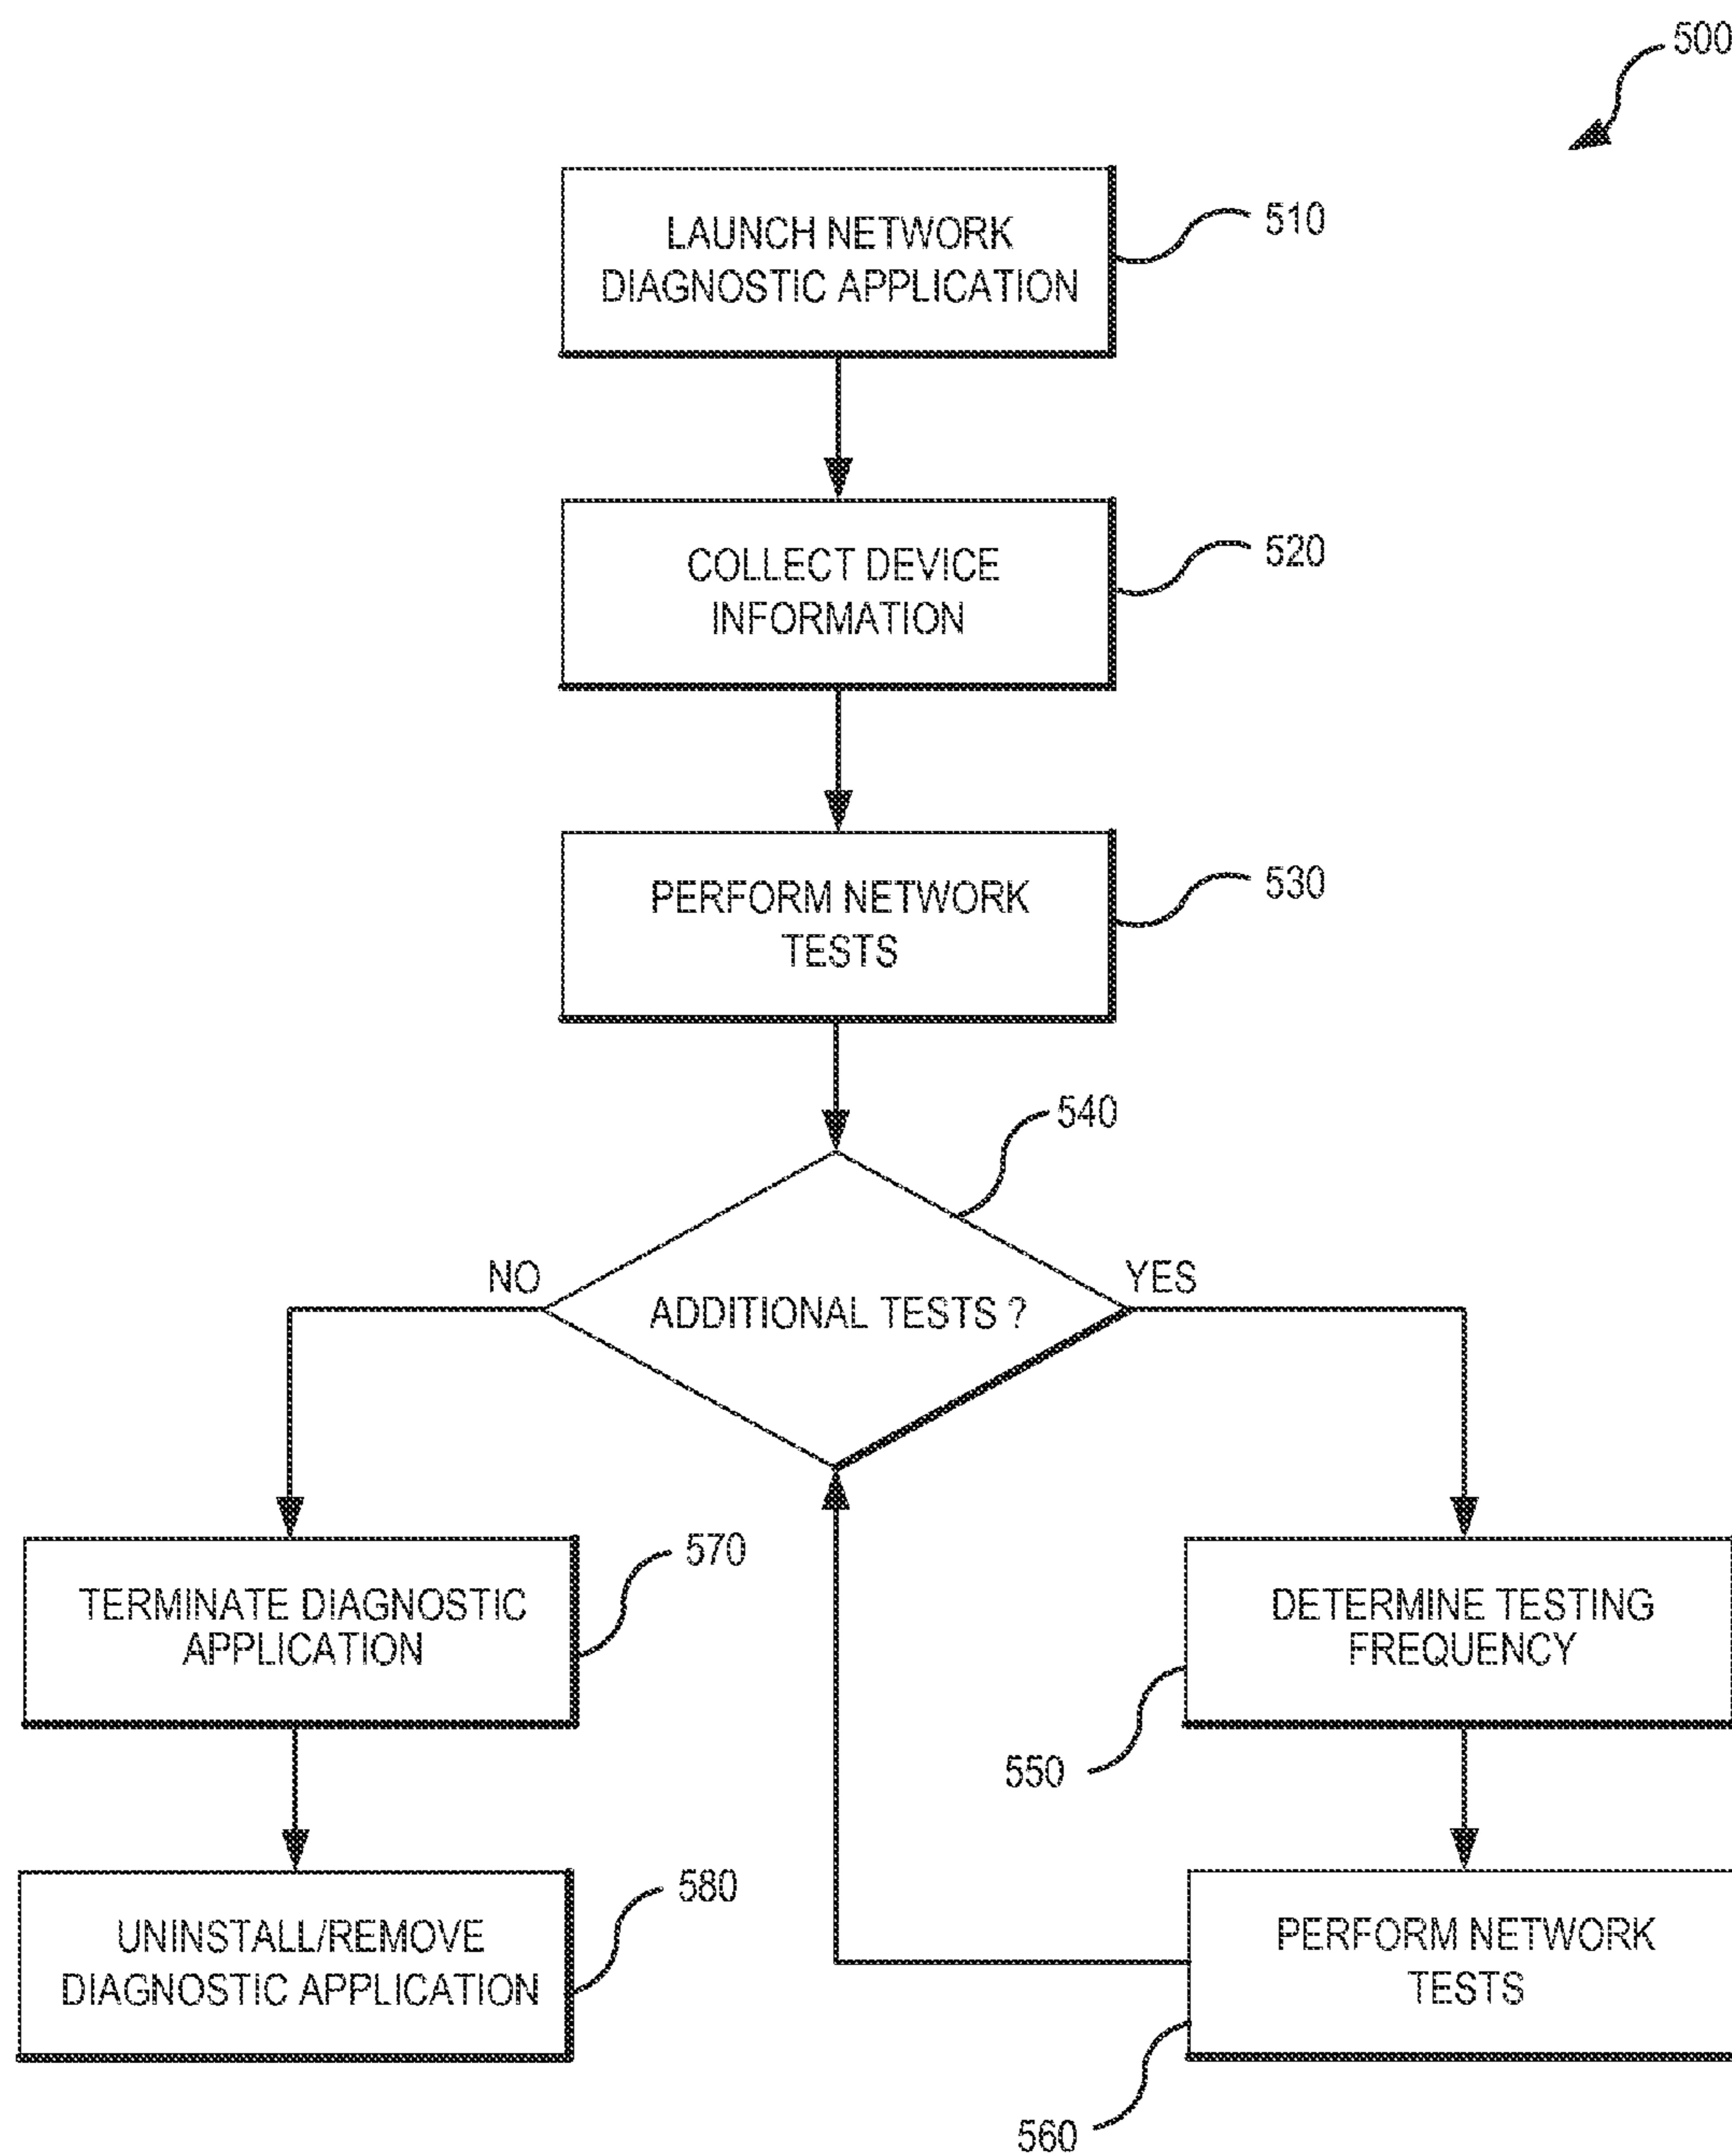 500
LAUNCH NETWORK
DIAGNOSTIC APPLICATION
510
COLLECT DEVICE
INFORMATION
520
PERFORM NETWORK
TESTS
530
540
NO
ADDITIONAL TESTS ?
YES
TERMINATE DIAGNOSTIC
APPLICATION
570
DETERMINE TESTING
FREQUENCY
550
UNINSTALL/REMOVE
DIAGNOSTIC APPLICATION
580
PERFORM NETWORK
TESTS
560